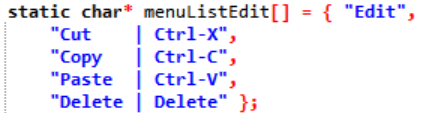 static char* menuListEdit[] = { "Edit",
    "Cut    | Ctrl-X",
    "Copy   | Ctrl-C",
    "Paste  | Ctrl-V",
    "Delete | Delete" };